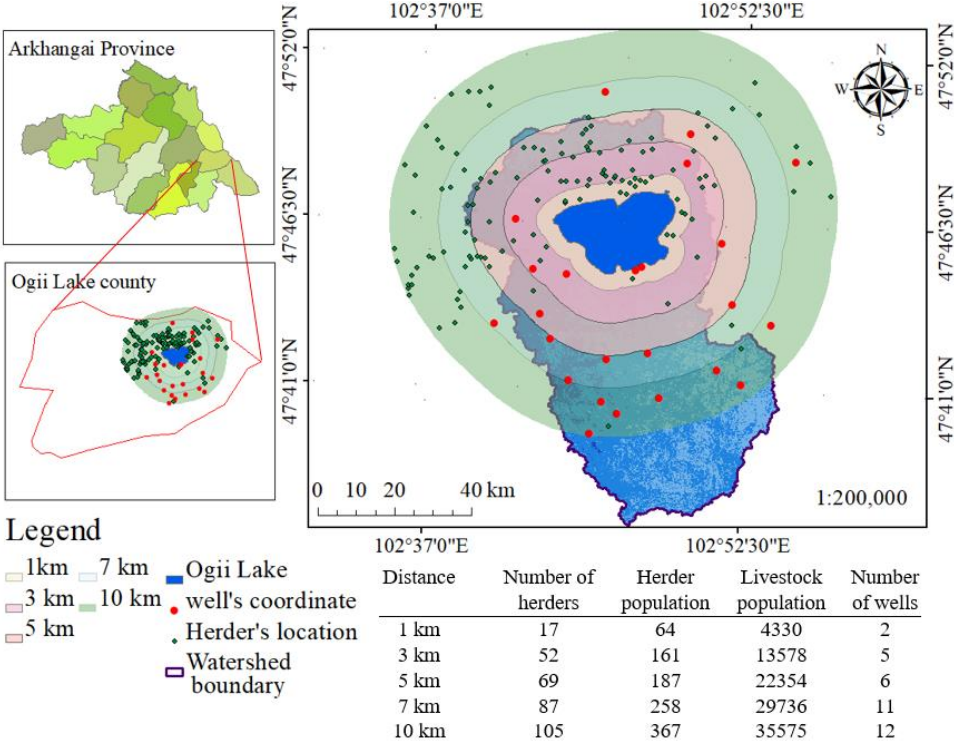 102°37'0"E 102°52'30"E
Arkhangai Province
47°52'0"N 47°52'0"N
N
W E
S
47°46'30"N 47°46'30"N
Ogii Lake county
47°41'0"N 47°41'0"N
0 10 20 40 km
1:200,000
102°37'0"E 102°52'30"E
Legend
1km 7 km Ogii Lake
3 km 10 km well's coordinate
5 km Herder's location
Watershed
boundary
Distance Number of Herder Livestock Number
herders population population of wells
1 km 17 64 4330 2
3 km 52 161 13578 5
5 km 69 187 22354 6
7 km 87 258 29736 11
10 km 105 367 35575 12